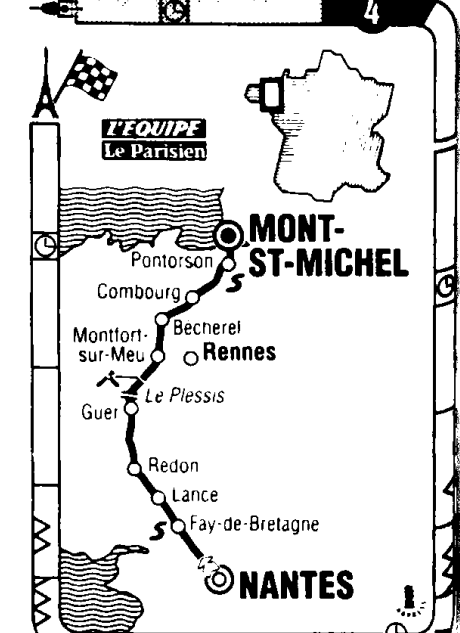 4
L'EQUIPE
Le Parisien
MONT-
ST-MICHEL
Pontorson
S
Combourg
Bécherel
Montfort-
sur-Meu
Rennes
Le Plessis
Guer
Redon
Lance
Fay-de-Bretagne
S
NANTES